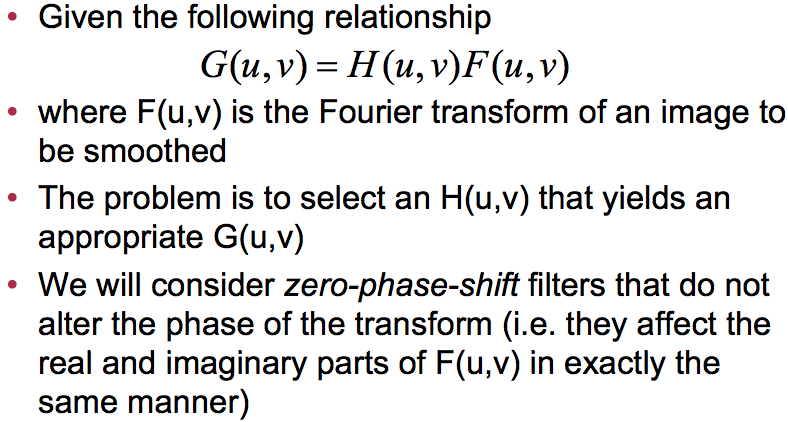 • Given the following relationship
G(u,v) = H(u,v)F(u,v)
• where F(u,v) is the Fourier transform of an image to
be smoothed
• The problem is to select an H(u,v) that yields an
appropriate G(u,v)
• We will consider zero-phase-shift filters that do not
alter the phase of the transform (i.e. they affect the
real and imaginary parts of F(u,v) in exactly the
same manner)